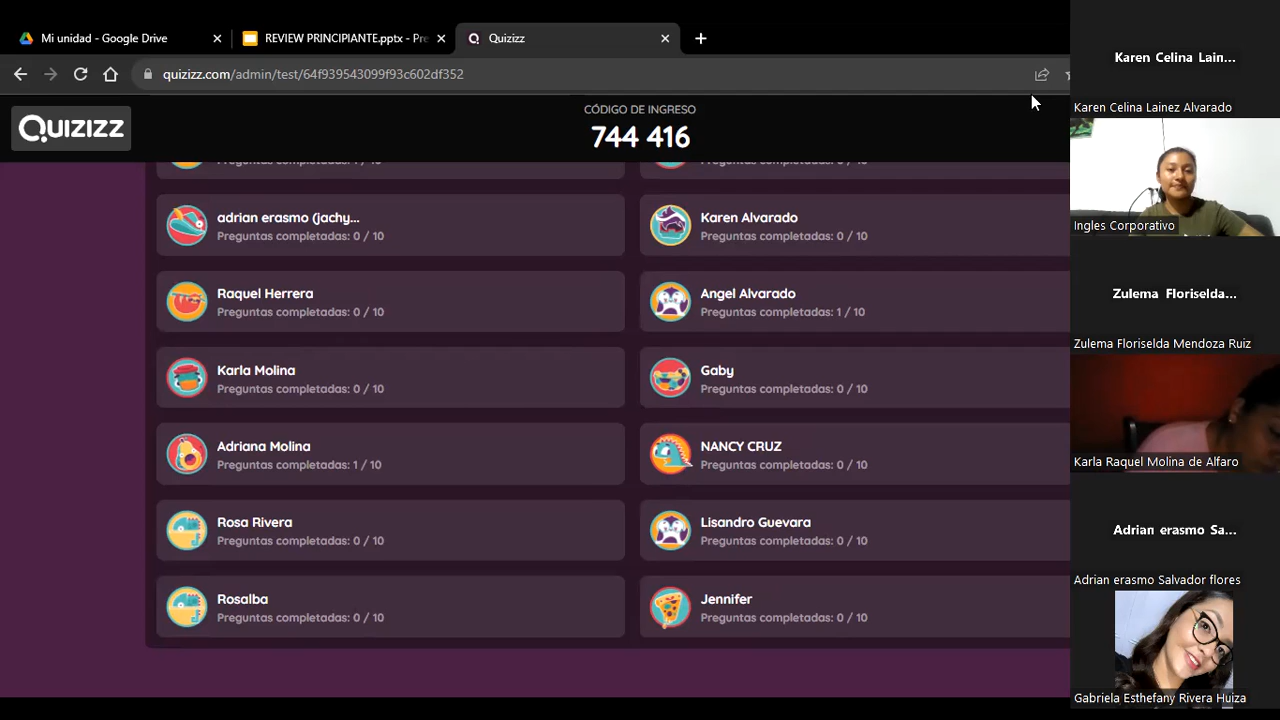 Mi unidad - Google Drive
REVIEW PRINCIPIANTE.pptx - Pre
Quizizz
quizizz.com/admin/test/64f939543099f93c602df352
QUIZIZZ
CÓDIGO DE INGRESO
744 416
Preguntas completadas: 1 / 10
adrian erasmo (jachy...
Preguntas completadas: 0 / 10
Karen Alvarado
Preguntas completadas: 0 / 10
Raquel Herrera
Preguntas completadas: 0 / 10
Angel Alvarado
Preguntas completadas: 1 / 10
Karla Molina
Preguntas completadas: 0 / 10
Gaby
Preguntas completadas: 0 / 10
Adriana Molina
Preguntas completadas: 1 / 10
NANCY CRUZ
Preguntas completadas: 0 / 10
Rosa Rivera
Preguntas completadas: 0 / 10
Lisandro Guevara
Preguntas completadas: 0 / 10
Rosalba
Preguntas completadas: 0 / 10
Jennifer
Preguntas completadas: 0 / 10
Karen Celina Lain...
Karen Celina Lainez Alvarado
Ingles Corporativo
Zulema Floriselda...
Zulema Floriselda Mendoza Ruiz
Karla Raquel Molina de Alfaro
Adrian erasmo Sa...
Adrian erasmo Salvador flores
Gabriela Esthefany Rivera Huiza